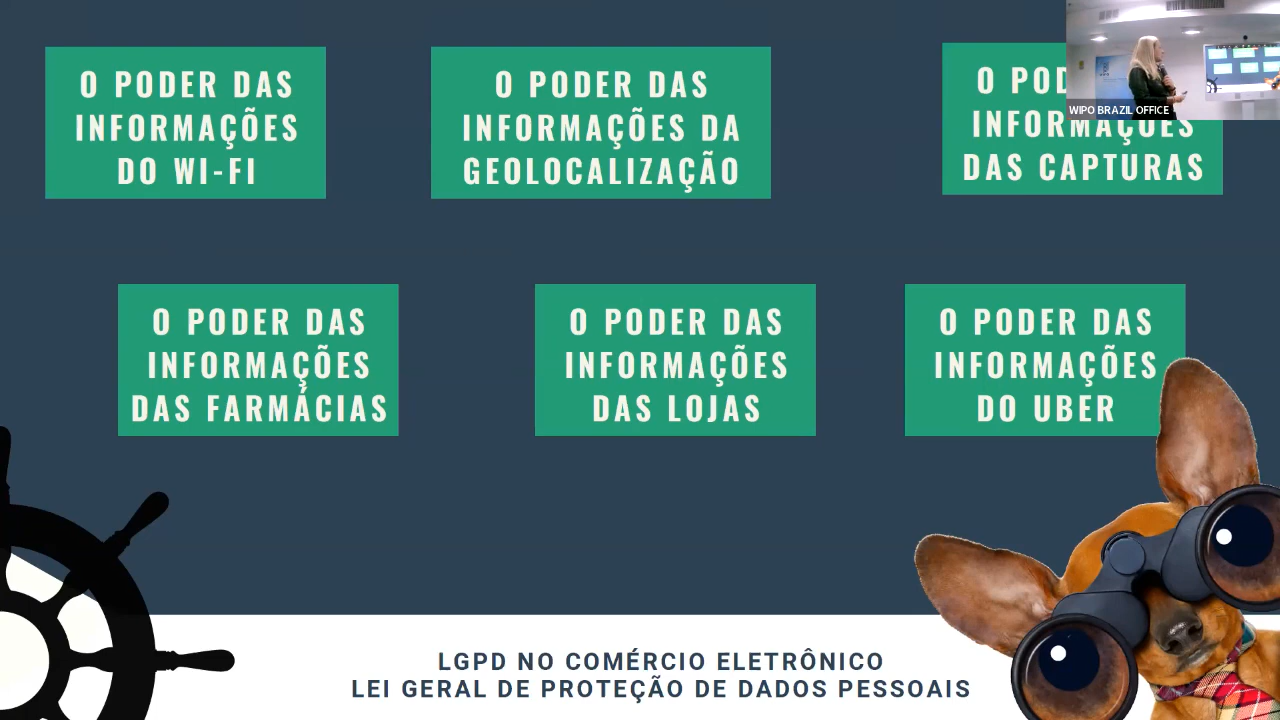 O PODER DAS
INFORMAÇÕES
DO WI-FI
O PODER DAS
NFORMAÇÕES DA
GEOLOCALIZAÇÃO
O
INFORMAÇÕES
DAS CAPTURAS
WIPO BRAZIL OFFICE
O PODER DAS
INFORMAÇÕES
DAS FARMÁCIAS
O PODER DAS
INFORMAÇÕES
DAS LOJAS
O PODER DAS
INFORMAÇÕES
DO UBER
LGPD NO COMÉRCIO ELETRÔNICO
LEI GERAL DE PROTEÇÃO DE DADOS PESSOAIS